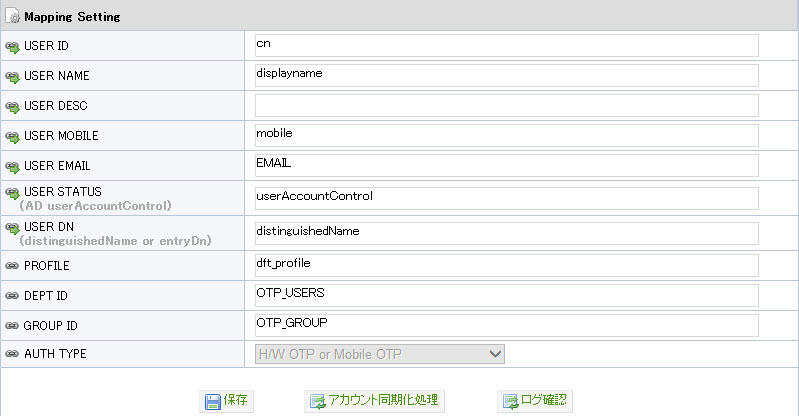 Mapping Setting
USER ID cn
USER NAME displayname
USER DESC
USER MOBILE mobile
USER EMAIL EMAIL
USER STATUS userAccountControl
(AD userAccountControl)
USER DN distinguishedName
(distinguishedName or entryDn)
PROFILE dft_profile
DEPT ID OTP_USERS
GROUP ID OTP_GROUP
AUTH TYPE H/W OTP or Mobile OTP
保存 アカウント同期化処理 ログ確認